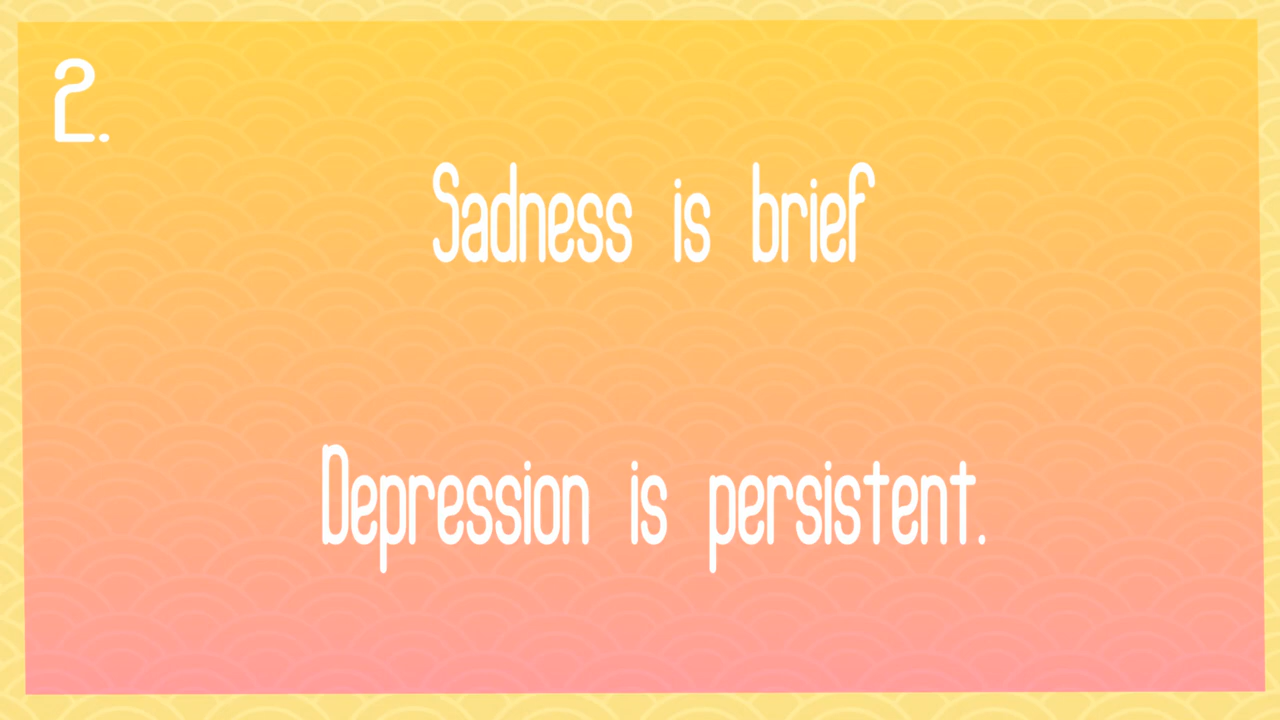 2.
Sadness is brief
Depression is persistent.